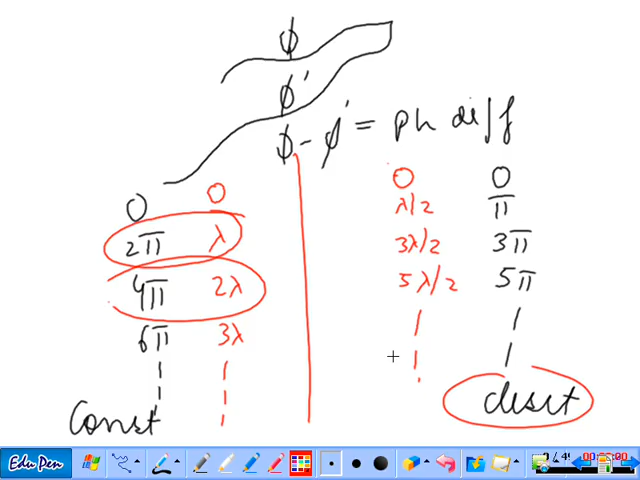 ϕ
ϕ'
ϕ - ϕ' = ph diff
0 0
2π λ
4π 2λ
6π 3λ
Const
0 0
λ/2 π
3λ/2 3π
5λ/2 5π
Edu Pen